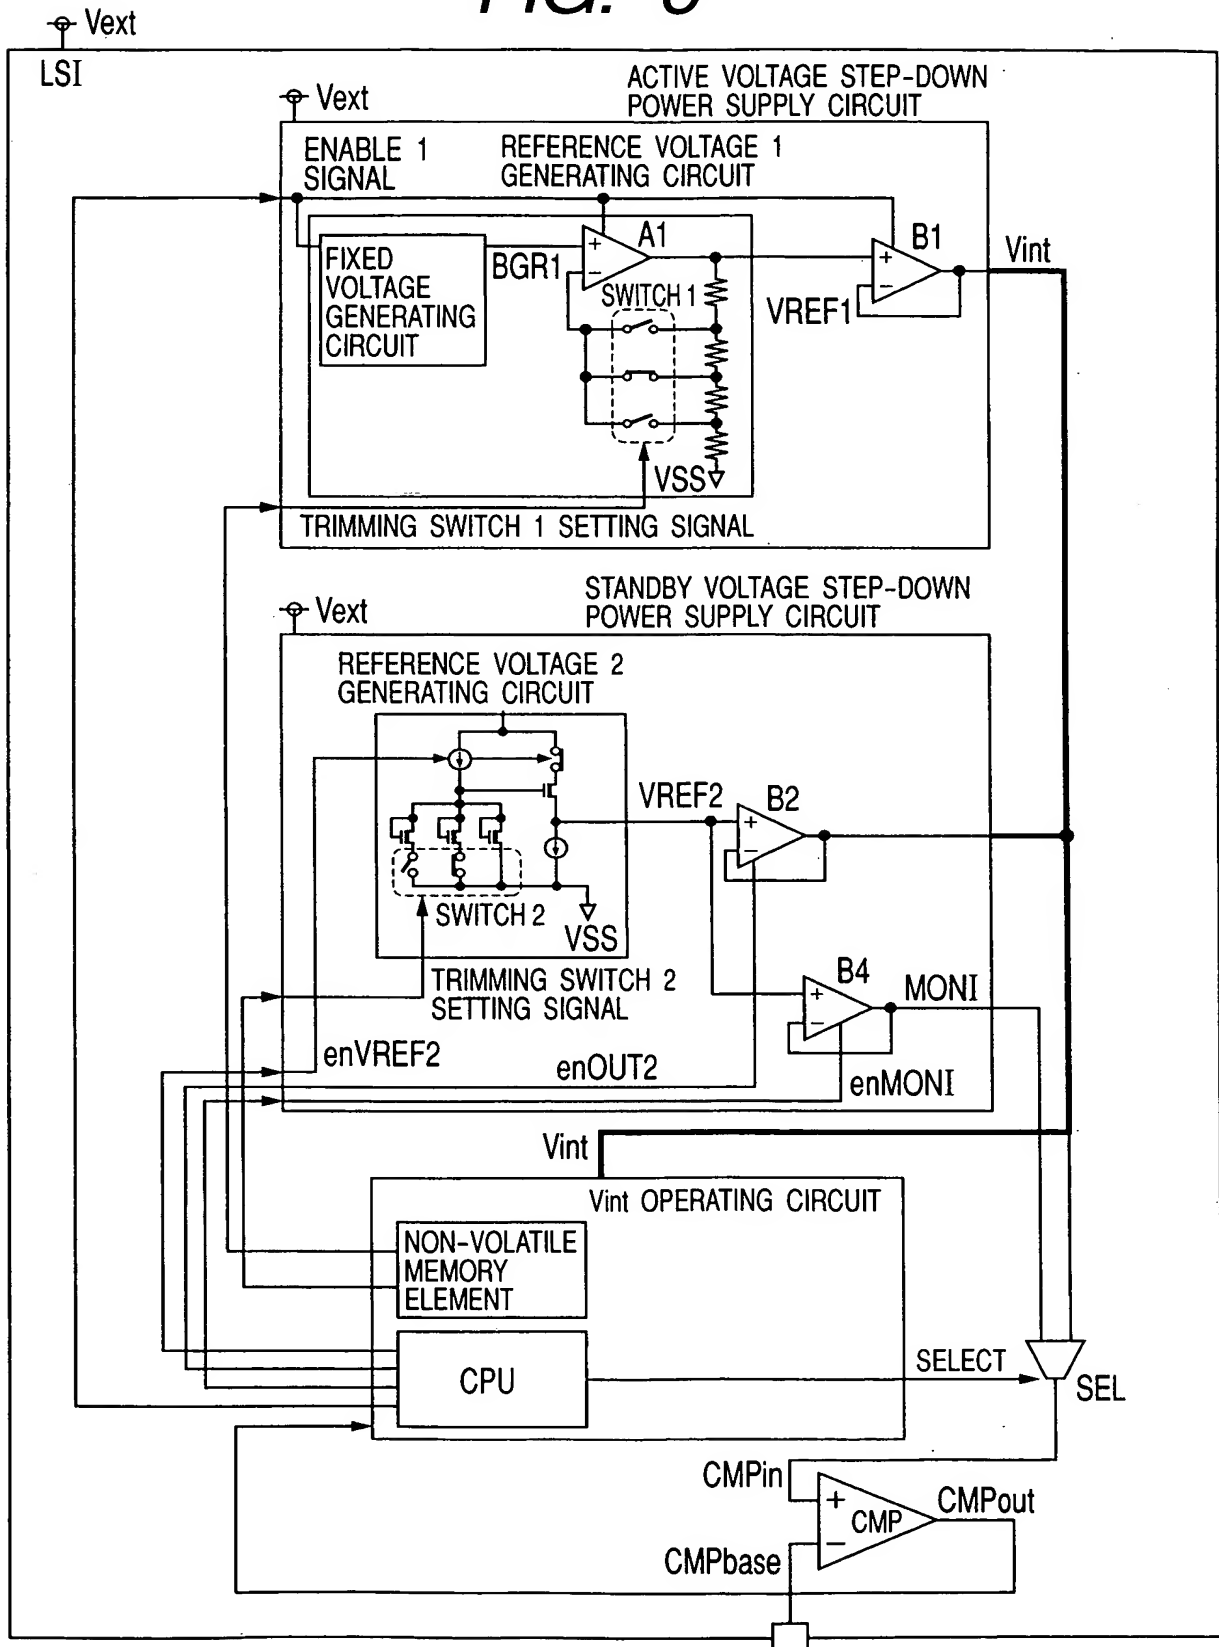 Vext
LSI
ACTIVE VOLTAGE STEP-DOWN
POWER SUPPLY CIRCUIT
Vext
ENABLE 1
SIGNAL
REFERENCE VOLTAGE 1
GENERATING CIRCUIT
FIXED
VOLTAGE
GENERATING
CIRCUIT
BGR1
+
−
A1
SWITCH 1
VSS
+
−
B1
VREF1
Vint
TRIMMING SWITCH 1 SETTING SIGNAL
STANDBY VOLTAGE STEP-DOWN
POWER SUPPLY CIRCUIT
Vext
REFERENCE VOLTAGE 2
GENERATING CIRCUIT
VREF2
+
−
B2
SWITCH 2
VSS
TRIMMING SWITCH 2
SETTING SIGNAL
+
−
B4
MONI
enVREF2
enOUT2
enMONI
Vint
Vint OPERATING CIRCUIT
NON-VOLATILE
MEMORY
ELEMENT
CPU
SELECT
SEL
CMPin
+
−
CMP
CMPout
CMPbase